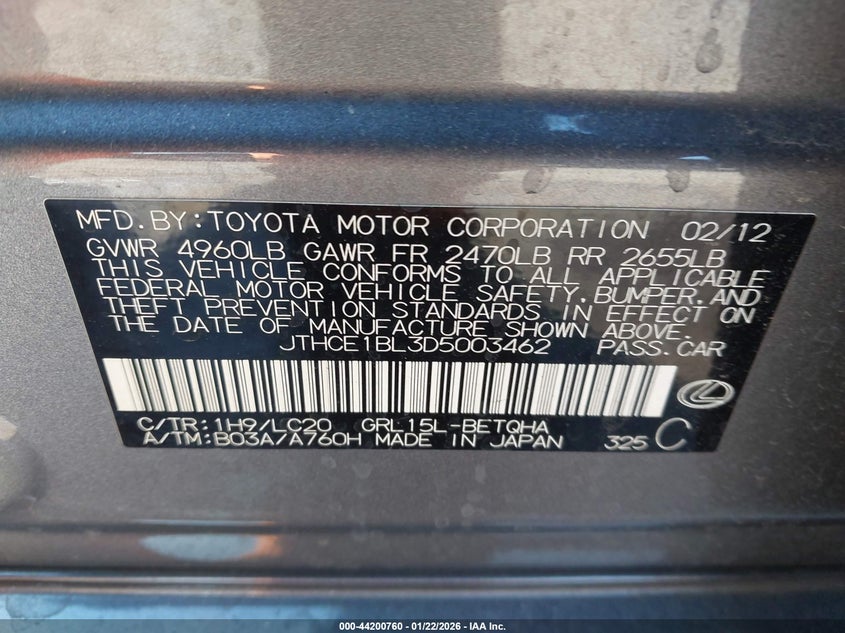 MFD.BY:TOYOTA MOTOR CORPORATION 02/12
GVWR 4960LB GAWR FR 2470LB RR 2655LB
THIS VEHICLE CONFORMS TO ALL APPLICABLE
FEDERAL MOTOR VEHICLE SAFETY,BUMPER,AND
THEFT PREVENTION STANDARDS IN EFFECT ON
THE DATE OF MANUFACTURE SHOWN ABOVE.
JTHCE1BL3D5003462 PASS.CAR
C/TR:1H9/LC20 GRL15L-BETQHA
A/TM:B03A/A760H MADE IN JAPAN 325 C
000-44200760 - 01/22/2026 - IAA Inc.